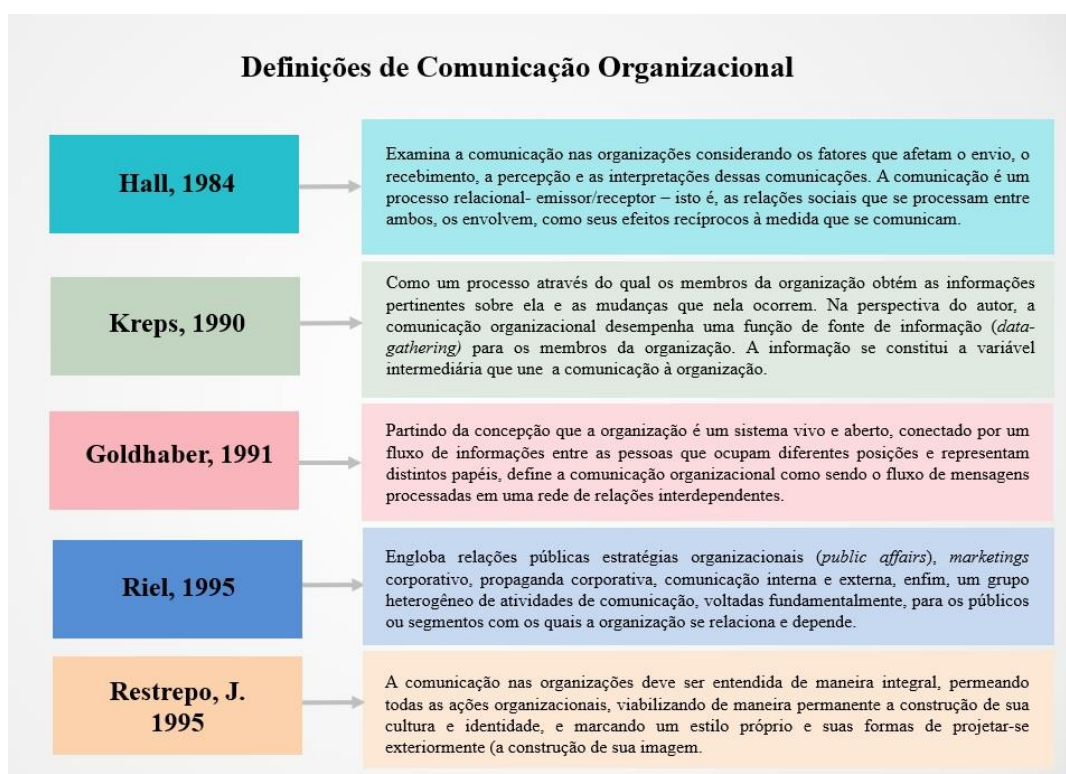 Definições de Comunicação Organizacional
Hall, 1984
Examina a comunicação nas organizações considerando os fatores que afetam o envio, o
recebimento, a percepção e as interpretações dessas comunicações. A comunicação é um
processo relacional- emissor/receptor – isto é, as relações sociais que se processam entre
ambos, os envolvem, como seus efeitos recíprocos à medida que se comunicam.
Kreps, 1990
Como um processo através do qual os membros da organização obtém as informações
pertinentes sobre ela e as mudanças que nela ocorrem. Na perspectiva do autor, a
comunicação organizacional desempenha uma função de fonte de informação (data-
gathering) para os membros da organização. A informação se constitui a variável
intermediária que une a comunicação à organização.
Goldhaber, 1991
Partindo da concepção que a organização é um sistema vivo e aberto, conectado por um
fluxo de informações entre as pessoas que ocupam diferentes posições e representam
distintos papéis, define a comunicação organizacional como sendo o fluxo de mensagens
processadas em uma rede de relações interdependentes.
Riel, 1995
Engloba relações públicas estratégias organizacionais (public affairs), marketings
corporativo, propaganda corporativa, comunicação interna e externa, enfim, um grupo
heterogêneo de atividades de comunicação, voltadas fundamentalmente, para os públicos
ou segmentos com os quais a organização se relaciona e depende.
Restrepo, J.
1995
A comunicação nas organizações deve ser entendida de maneira integral, permeando
todas as ações organizacionais, viabilizando de maneira permanente a construção de sua
cultura e identidade, e marcando um estilo próprio e suas formas de projetar-se
exteriormente (a construção de sua imagem.